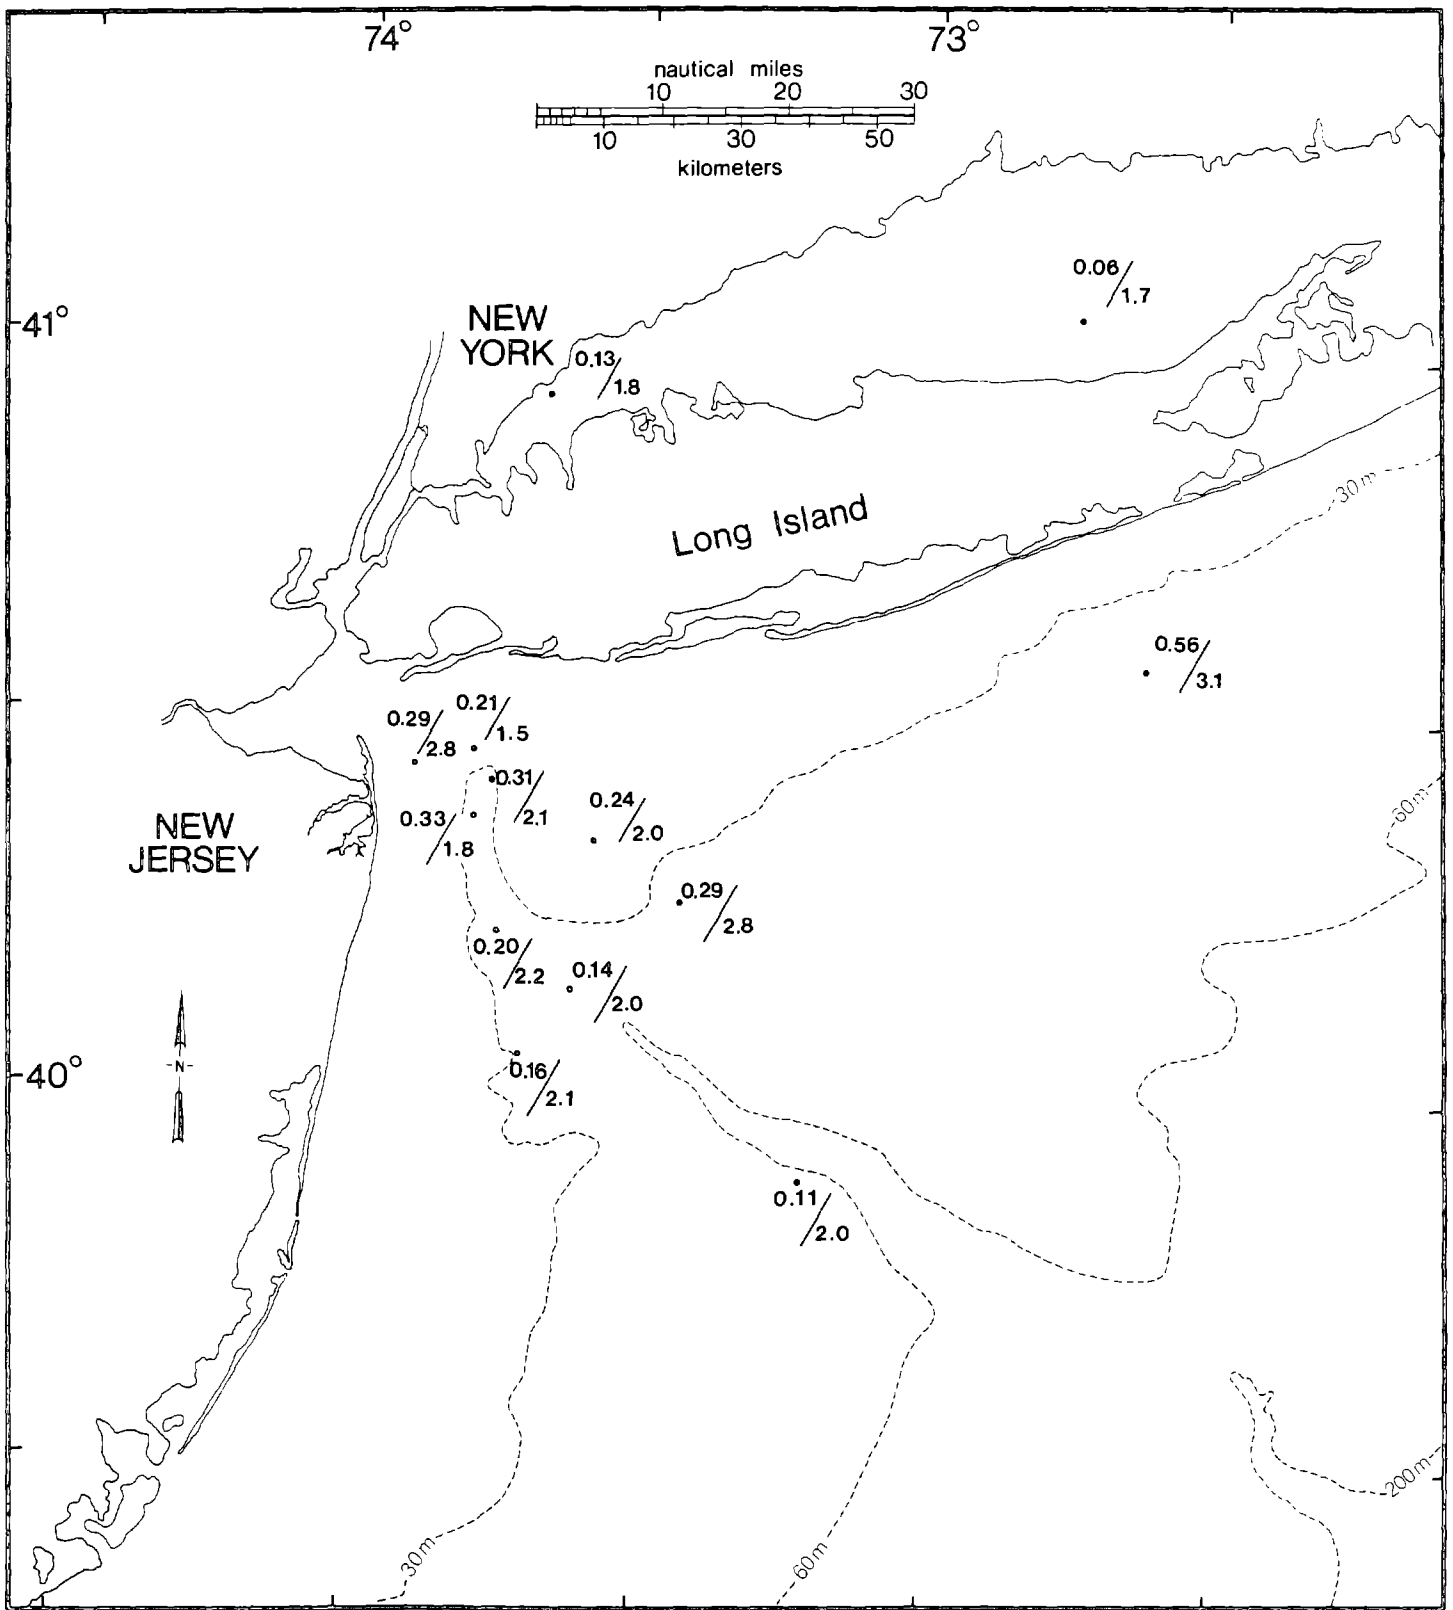 74°
73°
nautical miles
10 20 30
10 30 50
kilometers
0.06
/1.7
41°
NEW
YORK
0.13
/1.8
Long Island
30m
0.56
/3.1
0.21
/1.5
0.29
/2.8
0.31
/2.1
0.24
/2.0
0.33
/1.8
60m
NEW
JERSEY
0.29
/2.8
0.20
/2.2
0.14
/2.0
-N-
40°
0.16
/2.1
0.11
/2.0
200m
30m
60m